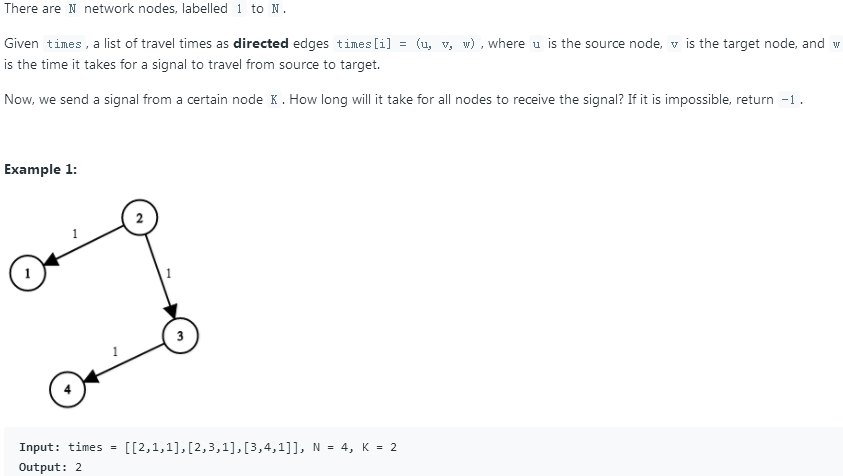 There are N network nodes, labelled 1 to N.
Given times, a list of travel times as directed edges times[i] = (u, v, w), where u is the source node, v is the target node, and w
is the time it takes for a signal to travel from source to target.
Now, we send a signal from a certain node K. How long will it take for all nodes to receive the signal? If it is impossible, return -1.
Example 1:
2
1
1
1
3
1
4
Input: times = [[2,1,1],[2,3,1],[3,4,1]], N = 4, K = 2
Output: 2